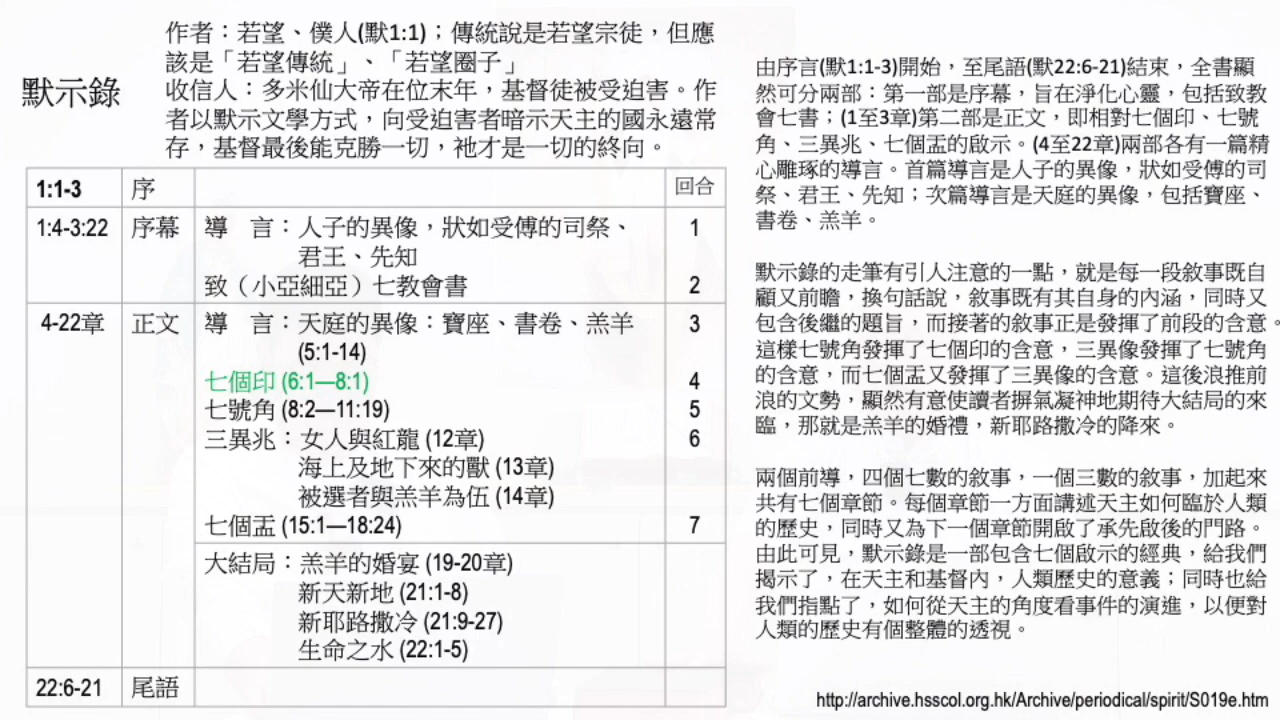 默示錄
作者：若望、僕人(默1:1)；傳統說是若望宗徒，但應
該是「若望傳統」、「若望圈子」
收信人：多米仙大帝在位末年，基督徒被受迫害。作
者以默示文學方式，向受迫害者暗示天主的國永遠常
存，基督最後能克勝一切，祂才是一切的終向。
1:1-3 序 回合
1:4-3:22 序幕 導　言：人子的異像，狀如受傅的司祭、 1
君王、先知
致（小亞細亞）七教會書 2
4-22章 正文 導　言：天庭的異像：寶座、書卷、羔羊 3
(5:1-14)
七個印 (6:1—8:1) 4
七號角 (8:2—11:19) 5
三異兆：女人與紅龍 (12章) 6
海上及地下來的獸 (13章)
被選者與羔羊為伍 (14章)
七個盂 (15:1—18:24) 7
大結局：羔羊的婚宴 (19-20章)
新天新地 (21:1-8)
新耶路撒冷 (21:9-27)
生命之水 (22:1-5)
22:6-21 尾語
由序言(默1:1-3)開始，至尾語(默22:6-21)結束，全書顯
然可分兩部：第一部是序幕，旨在淨化心靈，包括致教
會七書；(1至3章)第二部是正文，即相對七個印、七號
角、三異兆、七個盂的啟示。(4至22章)兩部各有一篇精
心雕琢的導言。首篇導言是人子的異像，狀如受傅的司
祭、君王、先知；次篇導言是天庭的異像，包括寶座、
書卷、羔羊。
默示錄的走筆有引人注意的一點，就是每一段敘事既自
顧又前瞻，換句話說，敘事既有其自身的內涵，同時又
包含後繼的題旨，而接著的敘事正是發揮了前段的含意。
這樣七號角發揮了七個印的含意，三異像發揮了七號角
的含意，而七個盂又發揮了三異像的含意。這後浪推前
浪的文勢，顯然有意使讀者摒氣凝神地期待大結局的來
臨，那就是羔羊的婚禮，新耶路撒冷的降來。
兩個前導，四個七數的敘事，一個三數的敘事，加起來
共有七個章節。每個章節一方面講述天主如何臨於人類
的歷史，同時又為下一個章節開啟了承先啟後的門路。
由此可見，默示錄是一部包含七個啟示的經典，給我們
揭示了，在天主和基督內，人類歷史的意義；同時也給
我們指點了，如何從天主的角度看事件的演進，以便對
人類的歷史有個整體的透視。
http://archive.hsscol.org.hk/Archive/periodical/spirit/S019e.htm